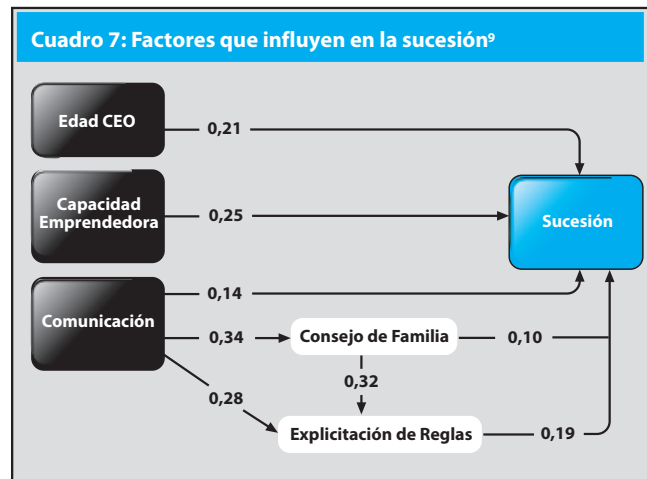 Cuadro 7: Factores que influyen en la sucesión⁹
Edad CEO
0,21
Capacidad
Emprendedora
0,25
Sucesión
Comunicación
0,14
0,34
Consejo de Familia
0,10
0,32
0,28
Explicitación de Reglas
0,19